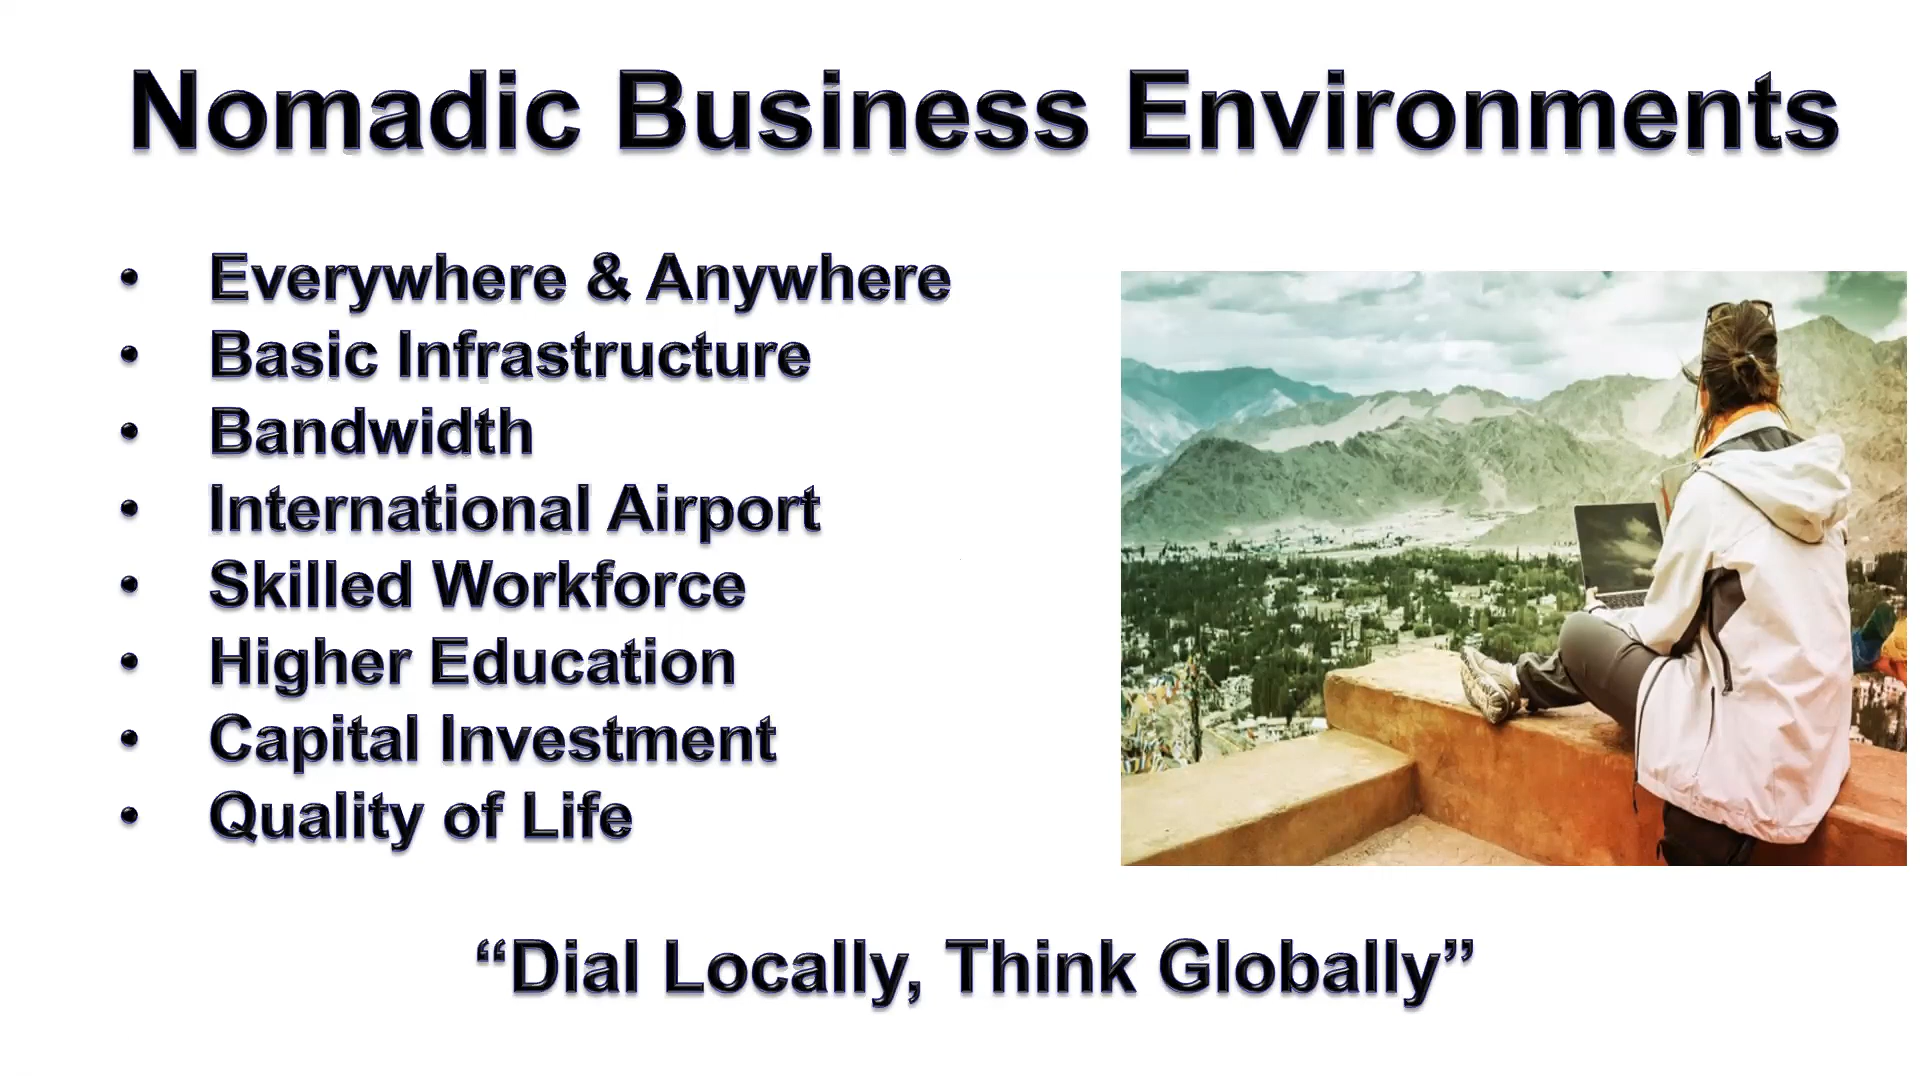 Nomadic Business Environments
• Everywhere & Anywhere
• Basic Infrastructure
• Bandwidth
• International Airport
• Skilled Workforce
• Higher Education
• Capital Investment
• Quality of Life
“Dial Locally, Think Globally”